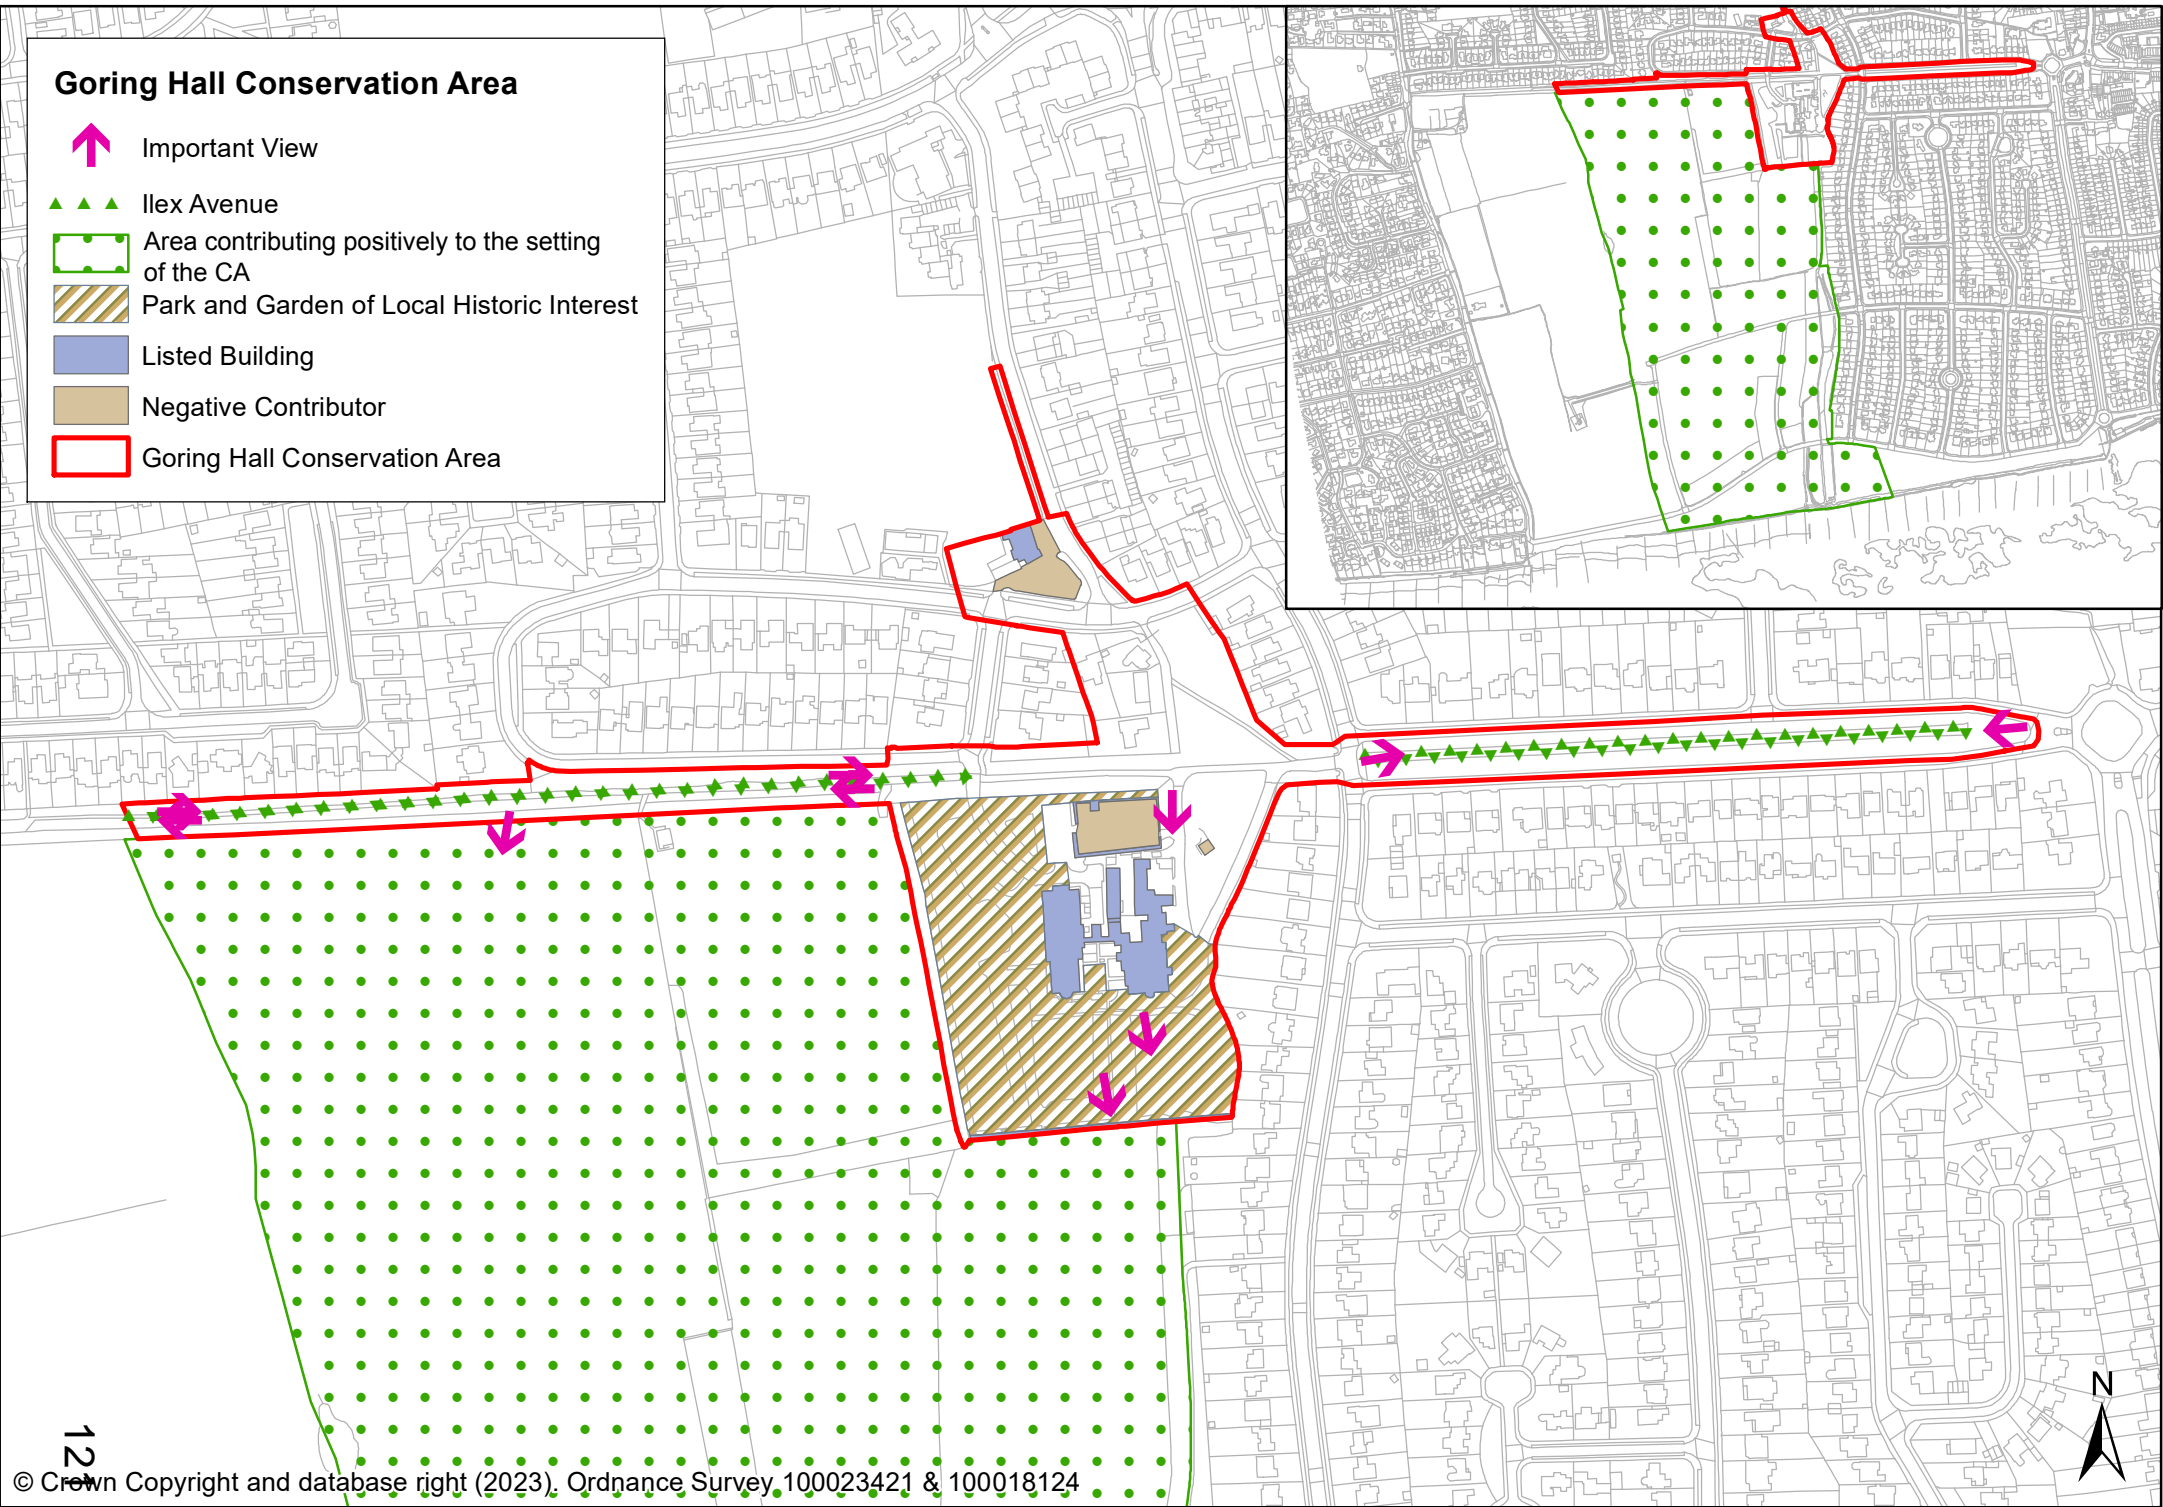 Goring Hall Conservation Area
Important View
Ilex Avenue
Area contributing positively to the setting
of the CA
Park and Garden of Local Historic Interest
Listed Building
Negative Contributor
Goring Hall Conservation Area
N
121
© Crown Copyright and database right (2023). Ordnance Survey 100023421 & 100018124